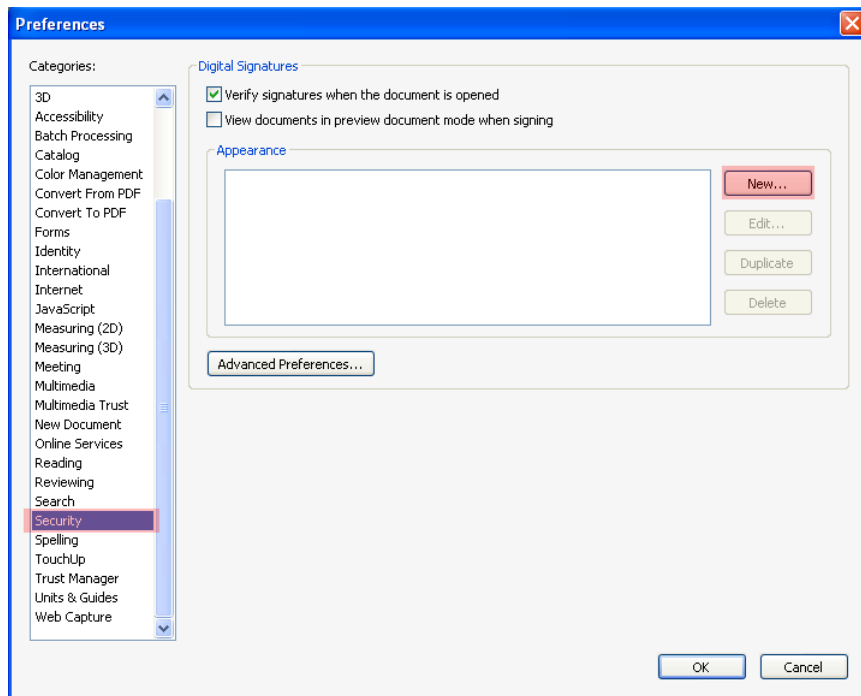 Preferences
Categories:
3D
Accessibility
Batch Processing
Catalog
Color Management
Convert From PDF
Convert To PDF
Forms
Identity
International
Internet
JavaScript
Measuring (2D)
Measuring (3D)
Meeting
Multimedia
Multimedia Trust
New Document
Online Services
Reading
Reviewing
Search
Security
Spelling
TouchUp
Trust Manager
Units & Guides
Web Capture
Digital Signatures
Verify signatures when the document is opened
View documents in preview document mode when signing
Appearance
New...
Edit...
Duplicate
Delete
Advanced Preferences...
OK
Cancel